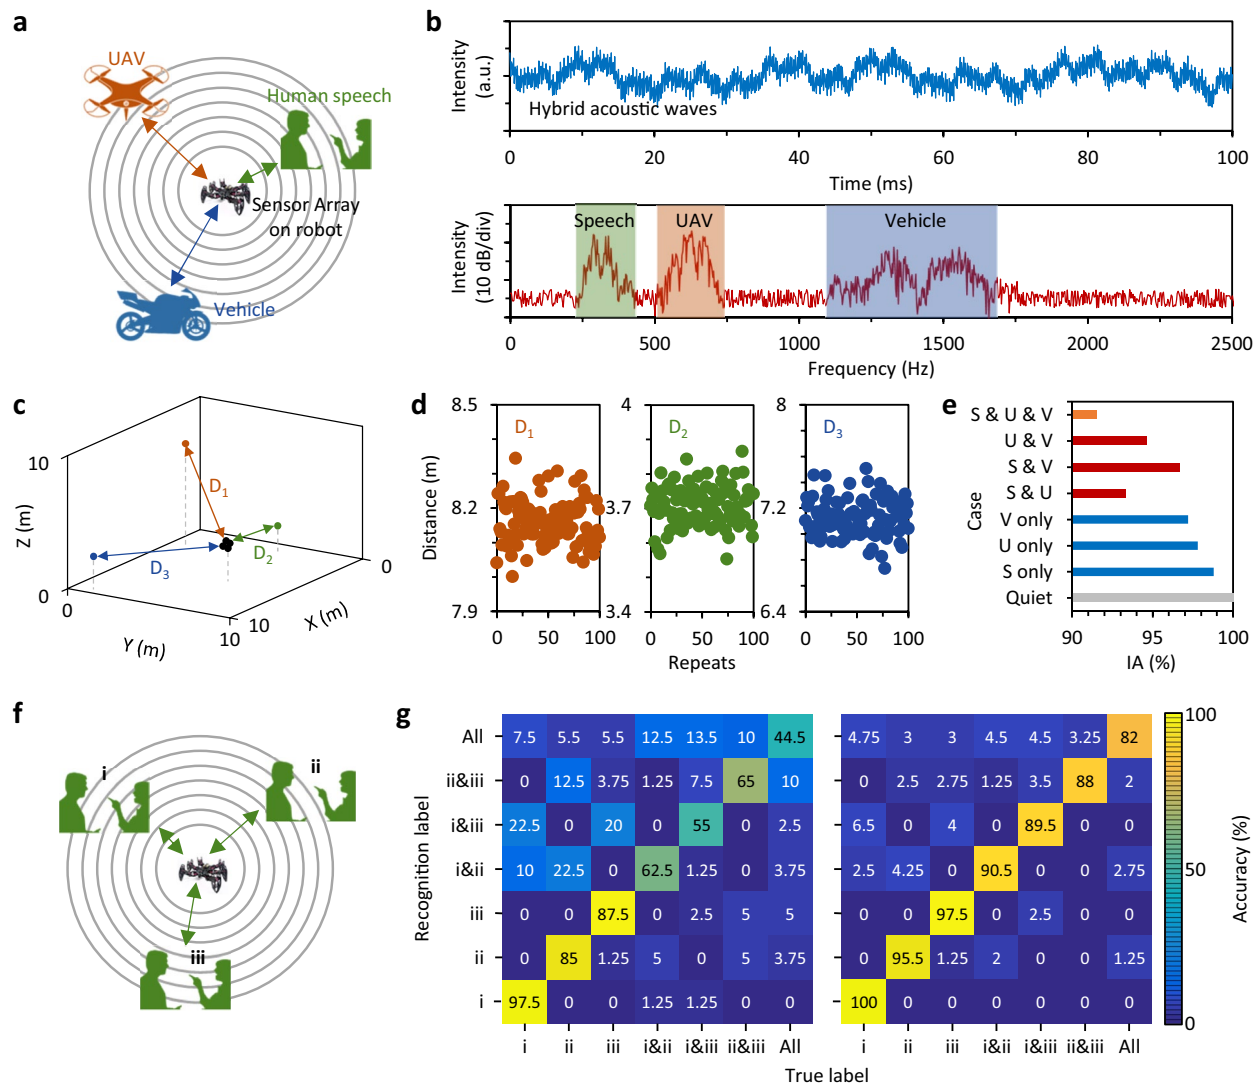 a
UAV
Human speech
Sensor Array
on robot
Vehicle
b
Intensity
(a.u.)
Hybrid acoustic waves
0 20 40 60 80 100
Time (ms)
Intensity
(10 dB/div)
Speech UAV Vehicle
0 500 1000 1500 2000 2500
Frequency (Hz)
c
10
Z (m)
0
0
D1
D2
D3
0
10 10
Y (m)
X (m)
d
Distance (m)
8.5
8.2
7.9
D1
0 50 100
4
3.7
3.4
D2
0 50 100
8
7.2
6.4
D3
0 50 100
Repeats
e
Case
S & U & V
U & V
S & V
S & U
V only
U only
S only
Quiet
90 95 100
IA (%)
f
i
ii
iii
g
Recognition label
All 7.5 5.5 5.5 12.5 13.5 10 44.5
ii&iii 0 12.5 3.75 1.25 7.5 65 10
i&iii 22.5 0 20 0 55 0 2.5
i&ii 10 22.5 0 62.5 1.25 0 3.75
iii 0 0 87.5 0 2.5 5 5
ii 0 85 1.25 5 0 5 3.75
i 97.5 0 0 1.25 1.25 0 0
i ii iii i&ii i&iii ii&iii All
4.75 3 3 4.5 4.5 3.25 82
0 2.5 2.75 1.25 3.5 88 2
6.5 0 4 0 89.5 0 0
2.5 4.25 0 90.5 0 0 2.75
0 0 97.5 0 2.5 0 0
0 95.5 1.25 2 0 0 1.25
100 0 0 0 0 0 0
i ii iii i&ii i&iii ii&iii All
True label
100
50
0
Accuracy (%)